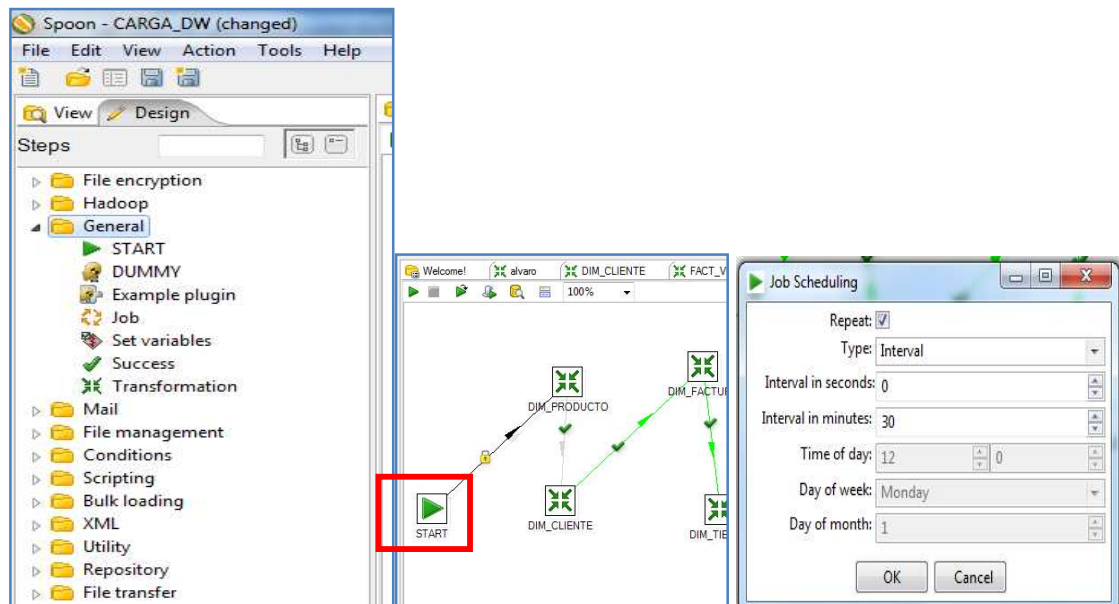 Spoon - CARGA_DW (changed)
File Edit View Action Tools Help
View Design
Steps
File encryption
Hadoop
General
START
DUMMY
Example plugin
Job
Set variables
Success
Transformation
Mail
File management
Conditions
Scripting
Bulk loading
XML
Utility
Repository
File transfer
Welcome! alvaro DIM_CLIENTE FACT_V
100%
DIM_PRODUCTO
DIM_FACTUR
START
DIM_CLIENTE
DIM_TIE
Job Scheduling
Repeat:
Type: Interval
Interval in seconds: 0
Interval in minutes: 30
Time of day: 12 0
Day of week: Monday
Day of month: 1
OK Cancel